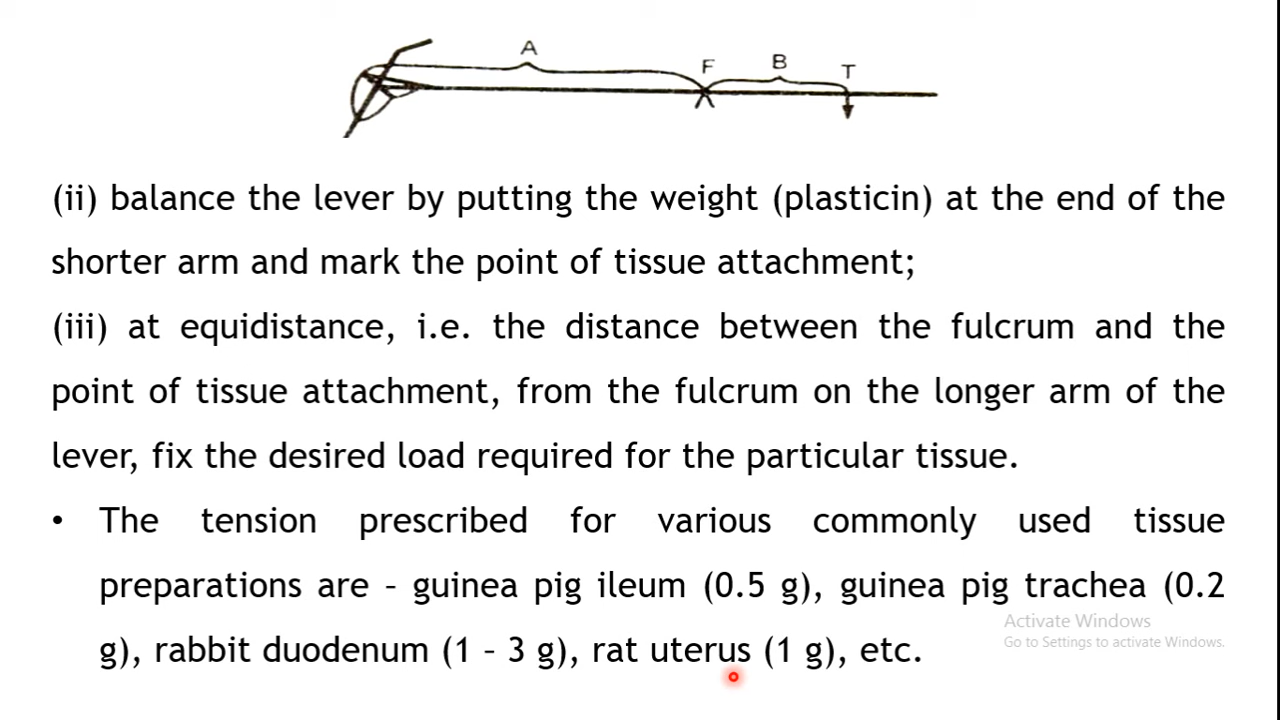 A
F
B
T
(ii) balance the lever by putting the weight (plasticin) at the end of the
shorter arm and mark the point of tissue attachment;
(iii) at equidistance, i.e. the distance between the fulcrum and the
point of tissue attachment, from the fulcrum on the longer arm of the
lever, fix the desired load required for the particular tissue.
• The tension prescribed for various commonly used tissue
preparations are – guinea pig ileum (0.5 g), guinea pig trachea (0.2
g), rabbit duodenum (1 – 3 g), rat uterus (1 g), etc.
Activate Windows
Go to Settings to activate Windows.